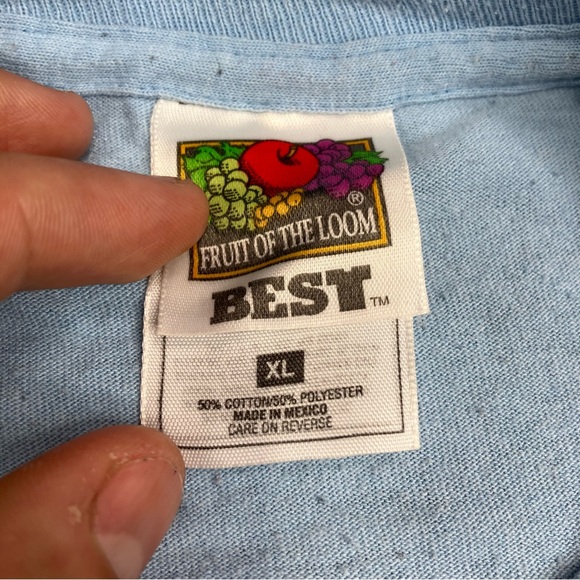 ®
FRUIT OF THE LOOM
BEST™
XL
50% COTTON/50% POLYESTER
MADE IN MEXICO
CARE ON REVERSE